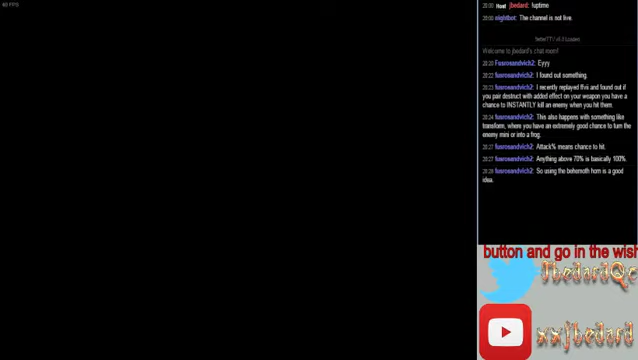 60 FPS
20:00 Host jbedard: !uptime
20:00 nightbot: The channel is not live.
Welcome to jbedard's chat room!
20:20 Fusrosandvich2: Eyyy
20:22 fusrosandvich2: I found out something.
20:23 fusrosandvich2: I recently replayed ffvii and found out if
you pair destruct with added effect on your weapon you have a
chance to INSTANTLY kill an enemy when you hit them.
20:24 fusrosandvich2: This also happens with something like
transform, where you have an extremely good chance to turn the
enemy mini or into a frog.
20:27 fusrosandvich2: Attack% means chance to hit.
20:27 fusrosandvich2: Anything above 70% is basically 100%.
20:28 fusrosandvich2: So using the behemoth horn is a good
idea.
button and go in the wish
JbedardQc
xxjbedard